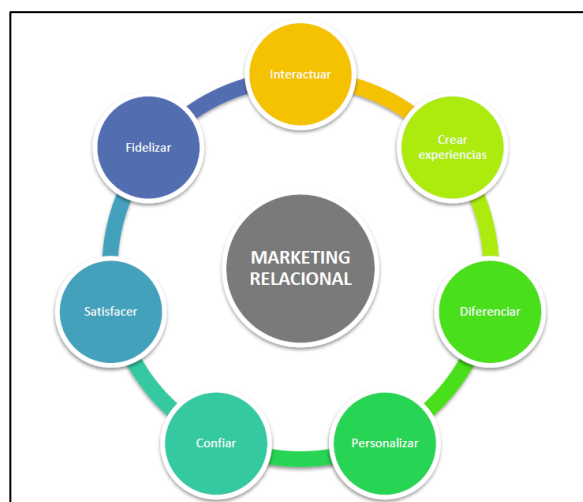 Interactuar
Crear
experiencias
Diferenciar
Personalizar
Confiar
Satisfacer
Fidelizar
MARKETING
RELACIONAL